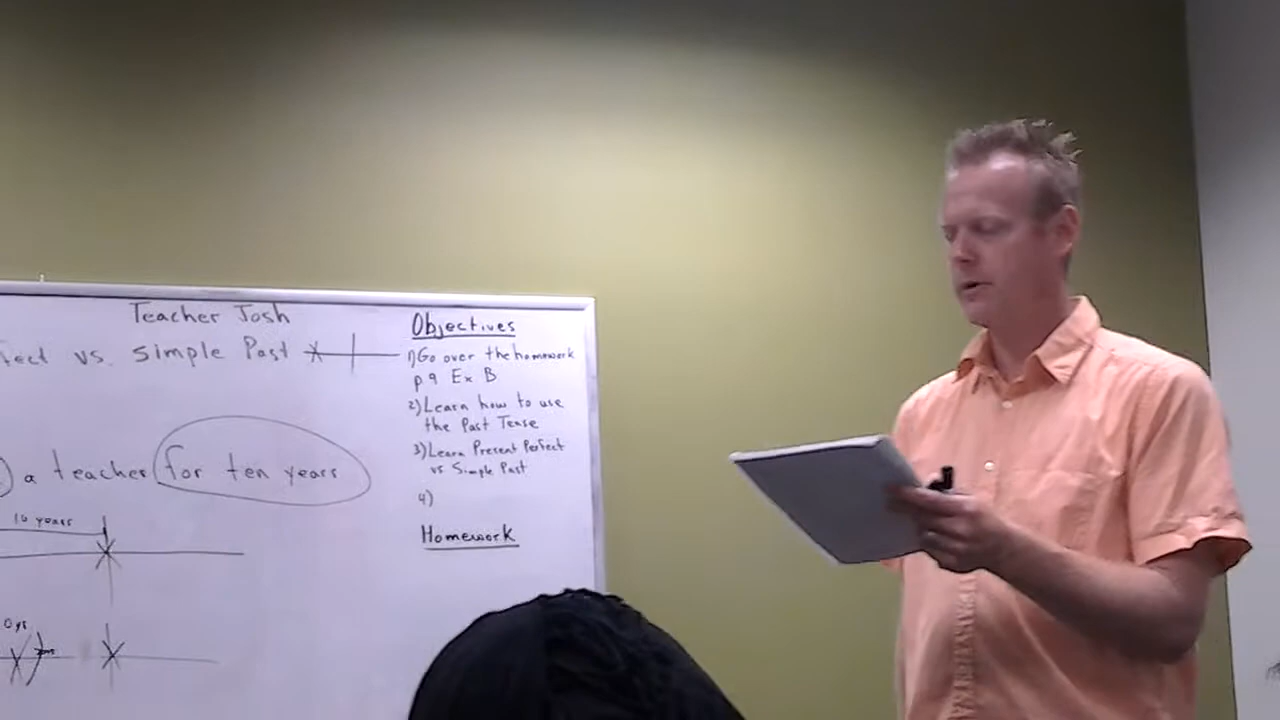 Teacher Josh
fect vs. Simple Past
a teacher for ten years
10 years
Objectives
1) Go over the homework
p 9 Ex B
2) Learn how to use
the Past Tense
3) Learn Present Perfect
vs Simple Past
4)
Homework